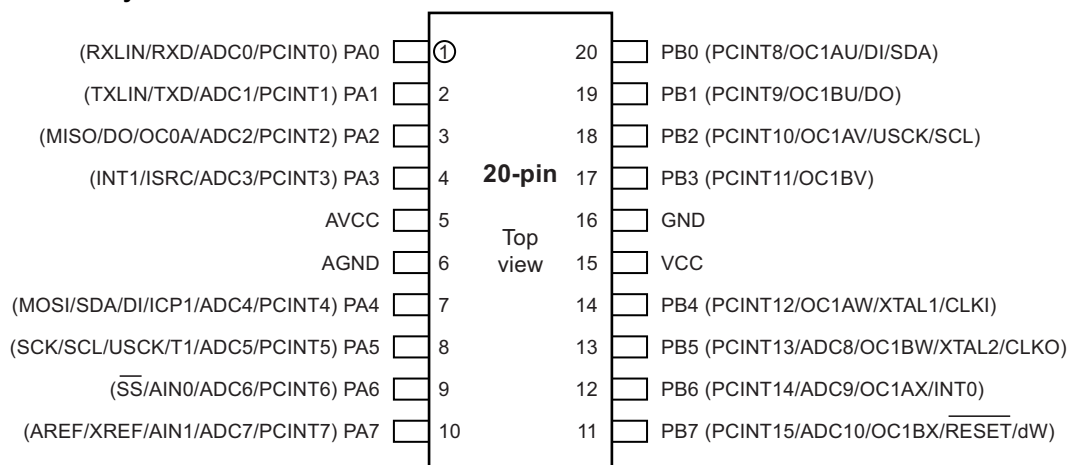 (RXLIN/RXD/ADC0/PCINT0) PA0 1 20 PB0 (PCINT8/OC1AU/DI/SDA)
(TXLIN/TXD/ADC1/PCINT1) PA1 2 19 PB1 (PCINT9/OC1BU/DO)
(MISO/DO/OC0A/ADC2/PCINT2) PA2 3 18 PB2 (PCINT10/OC1AV/USCK/SCL)
(INT1/ISRC/ADC3/PCINT3) PA3 4 20-pin 17 PB3 (PCINT11/OC1BV)
AVCC 5 16 GND
Top
AGND 6 view 15 VCC
(MOSI/SDA/DI/ICP1/ADC4/PCINT4) PA4 7 14 PB4 (PCINT12/OC1AW/XTAL1/CLKI)
(SCK/SCL/USCK/T1/ADC5/PCINT5) PA5 8 13 PB5 (PCINT13/ADC8/OC1BW/XTAL2/CLKO)
(S̅S̅/AIN0/ADC6/PCINT6) PA6 9 12 PB6 (PCINT14/ADC9/OC1AX/INT0)
(AREF/XREF/AIN1/ADC7/PCINT7) PA7 10 11 PB7 (PCINT15/ADC10/OC1BX/R̅E̅S̅E̅T̅/dW)